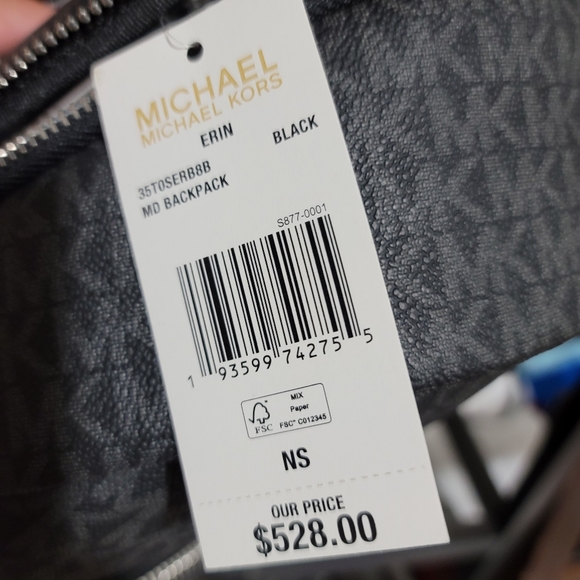 MICHAEL
MICHAEL KORS
ERIN BLACK
35T0SERB8B
MD BACKPACK
S877-0001
1 93599 74275 5
MIX
Paper
FSC FSC® C012345
NS
OUR PRICE
$528.00